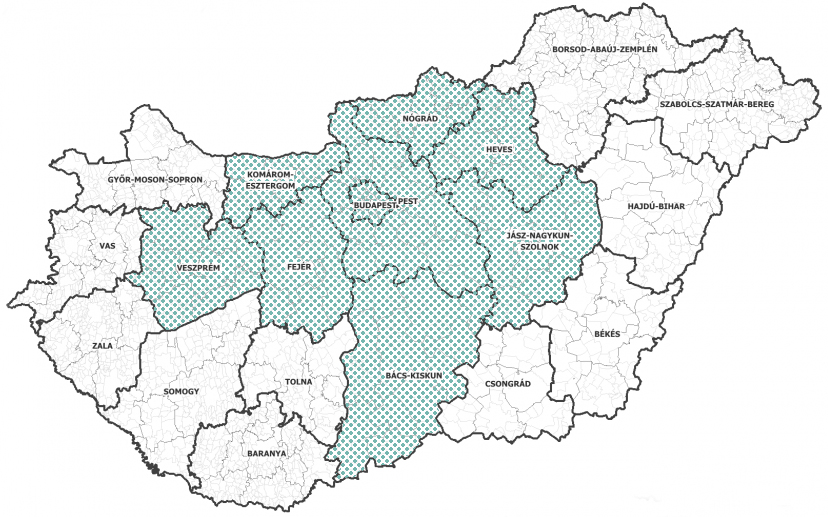 BORSOD-ABAÚJ-ZEMPLÉN
SZABOLCS-SZATMÁR-BEREG
NÓGRÁD
HEVES
GYŐR-MOSON-SOPRON
KOMÁROM-
ESZTERGOM
BUDAPEST
PEST
HAJDÚ-BIHAR
VAS
VESZPRÉM
FEJÉR
JÁSZ-NAGYKUN-
SZOLNOK
ZALA
BÉKÉS
SOMOGY
TOLNA
BÁCS-KISKUN
CSONGRÁD
BARANYA